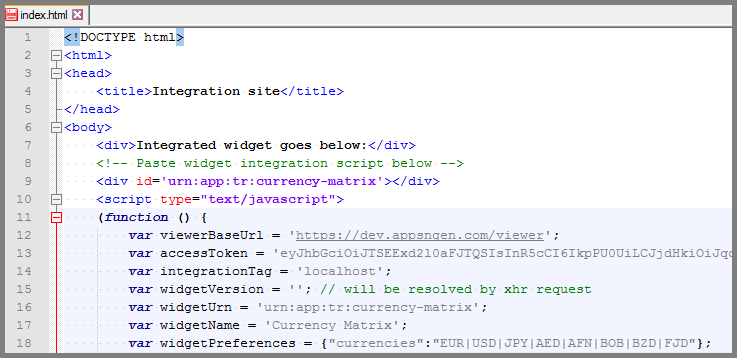 index.html
1 <!DOCTYPE html>
2 <html>
3 <head>
4 <title>Integration site</title>
5 </head>
6 <body>
7 <div>Integrated widget goes below:</div>
8 <!-- Paste widget integration script below -->
9 <div id='urn:app:tr:currency-matrix'></div>
10 <script type="text/javascript">
11 (function () {
12 var viewerBaseUrl = 'https://dev.appsngen.com/viewer';
13 var accessToken = 'eyJhbGciOiJTSEExd2l0aFJTQSIsInR5cCI6IkpPU0UiLCJjdHkiOiJqc
14 var integrationTag = 'localhost';
15 var widgetVersion = ''; // will be resolved by xhr request
16 var widgetUrn = 'urn:app:tr:currency-matrix';
17 var widgetName = 'Currency Matrix';
18 var widgetPreferences = {"currencies":"EUR|USD|JPY|AED|AFN|BOB|BZD|FJD"};